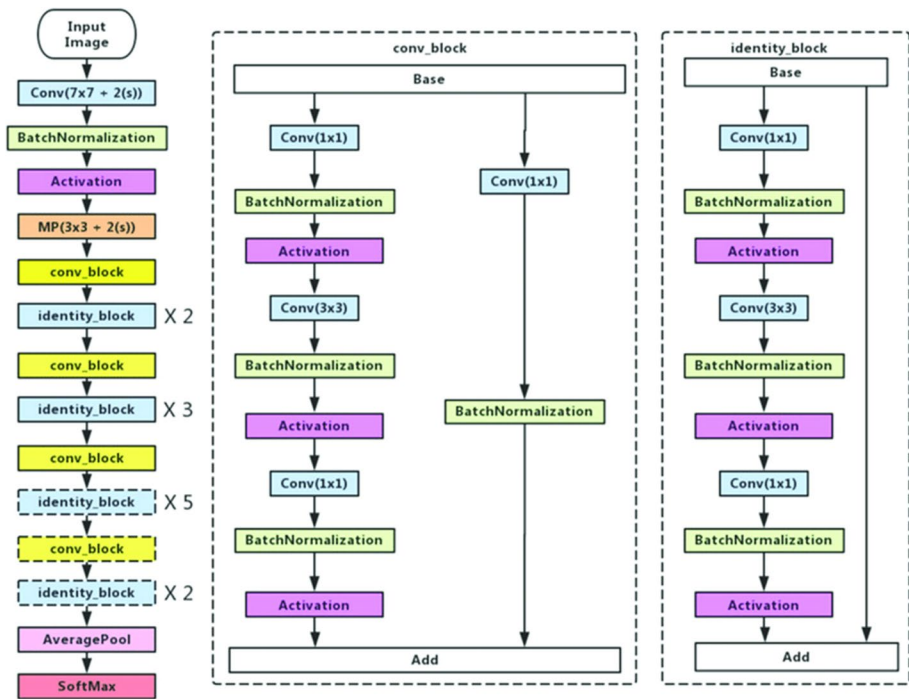 Input
Image
Conv(7x7 + 2(s))
BatchNormalization
Activation
MP(3x3 + 2(s))
conv_block
identity_block X 2
conv_block
identity_block X 3
conv_block
identity_block X 5
conv_block
identity_block X 2
AveragePool
SoftMax
conv_block
Base
Conv(1x1)
BatchNormalization
Activation
Conv(3x3)
BatchNormalization
Activation
Conv(1x1)
BatchNormalization
Activation
Conv(1x1)
BatchNormalization
Add
identity_block
Base
Conv(1x1)
BatchNormalization
Activation
Conv(3x3)
BatchNormalization
Activation
Conv(1x1)
BatchNormalization
Activation
Add